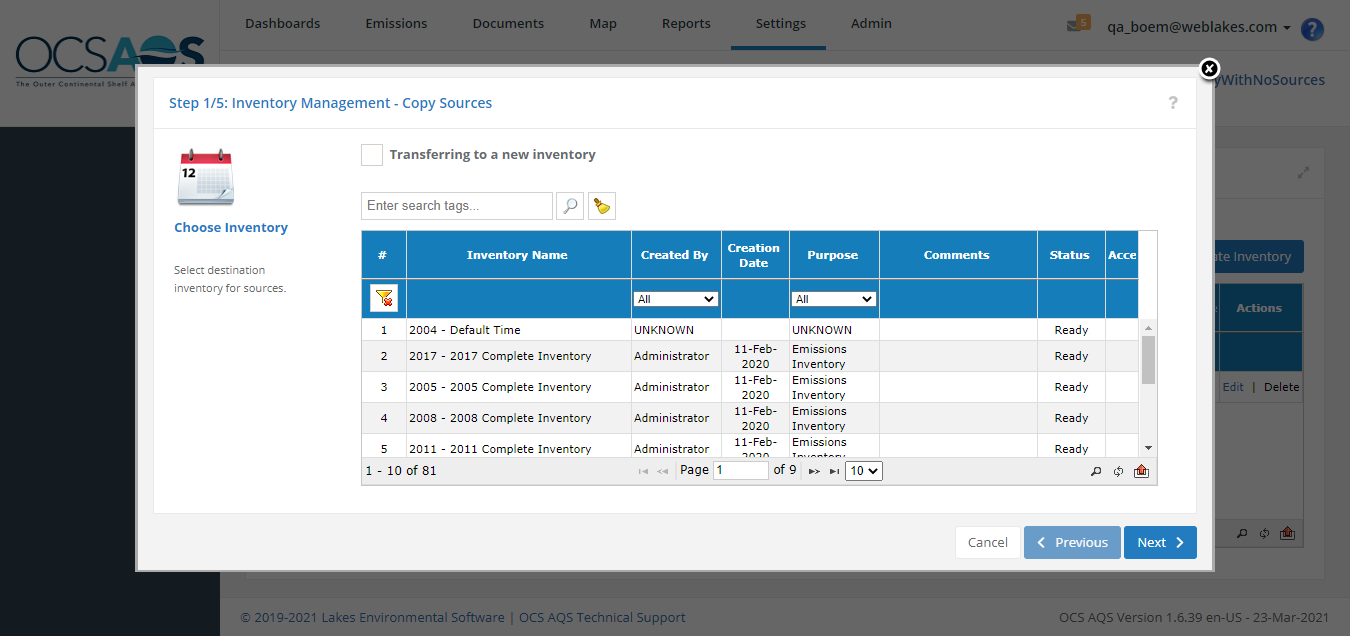 Dashboards Emissions Documents Map Reports Settings Admin 5 qa_boem@weblakes.com ?
OCSAQS
The Outer Continental Shelf A
yWithNoSources
Step 1/5: Inventory Management - Copy Sources ?
12
Transferring to a new inventory
Enter search tags...
Choose Inventory
Select destination
inventory for sources.
# Inventory Name Created By Creation Date Purpose Comments Status Acce
All All
1 2004 - Default Time UNKNOWN UNKNOWN Ready
2 2017 - 2017 Complete Inventory Administrator 11-Feb-2020 Emissions Inventory Ready
3 2005 - 2005 Complete Inventory Administrator 11-Feb-2020 Emissions Inventory Ready
4 2008 - 2008 Complete Inventory Administrator 11-Feb-2020 Emissions Inventory Ready
5 2011 - 2011 Complete Inventory Administrator 11-Feb-2020 Emissions Inventory Ready
1 - 10 of 81 Page 1 of 9 10
Cancel Previous Next
te Inventory
Actions
Edit | Delete
© 2019-2021 Lakes Environmental Software | OCS AQS Technical Support OCS AQS Version 1.6.39 en-US - 23-Mar-2021